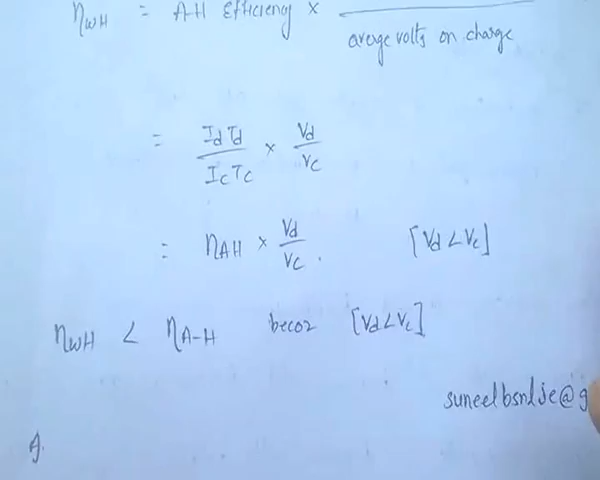 ηWH = AH Efficiency ×
average volts on charge
= IdTd/IcTc × Vd/Vc
= ηAH × Vd/Vc. [Vd < Vc]
ηWH < ηA-H becoz [Vd < Vc]
suneelbsnlje@g
A.